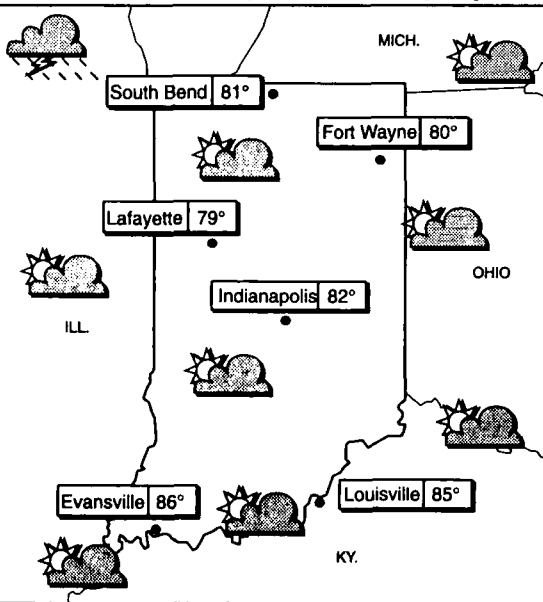 MICH.
South Bend 81°
Fort Wayne 80°
Lafayette 79°
OHIO
Indianapolis 82°
ILL.
Evansville 86°
Louisville 85°
KY.